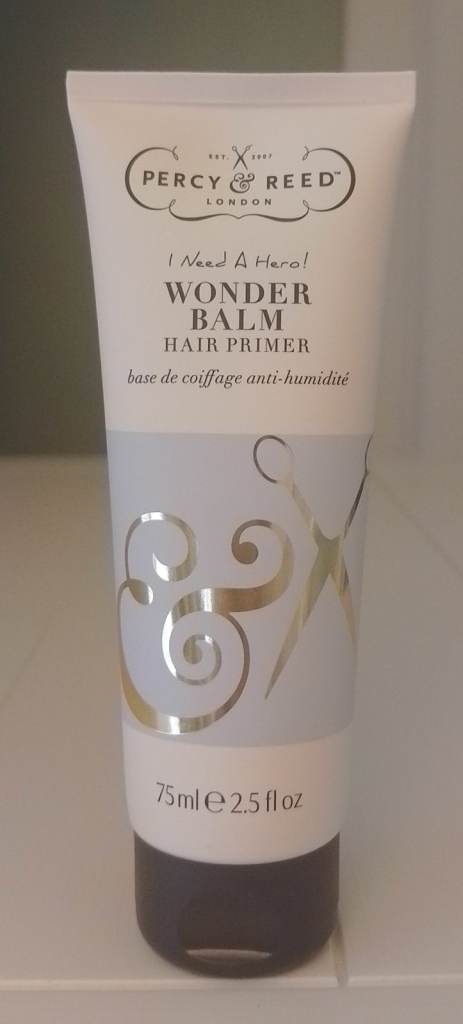 EST. 2007
PERCY & REED™
LONDON
I Need A Hero!
WONDER
BALM
HAIR PRIMER
base de coiffage anti-humidité
&
75ml ℮ 2.5 fl oz